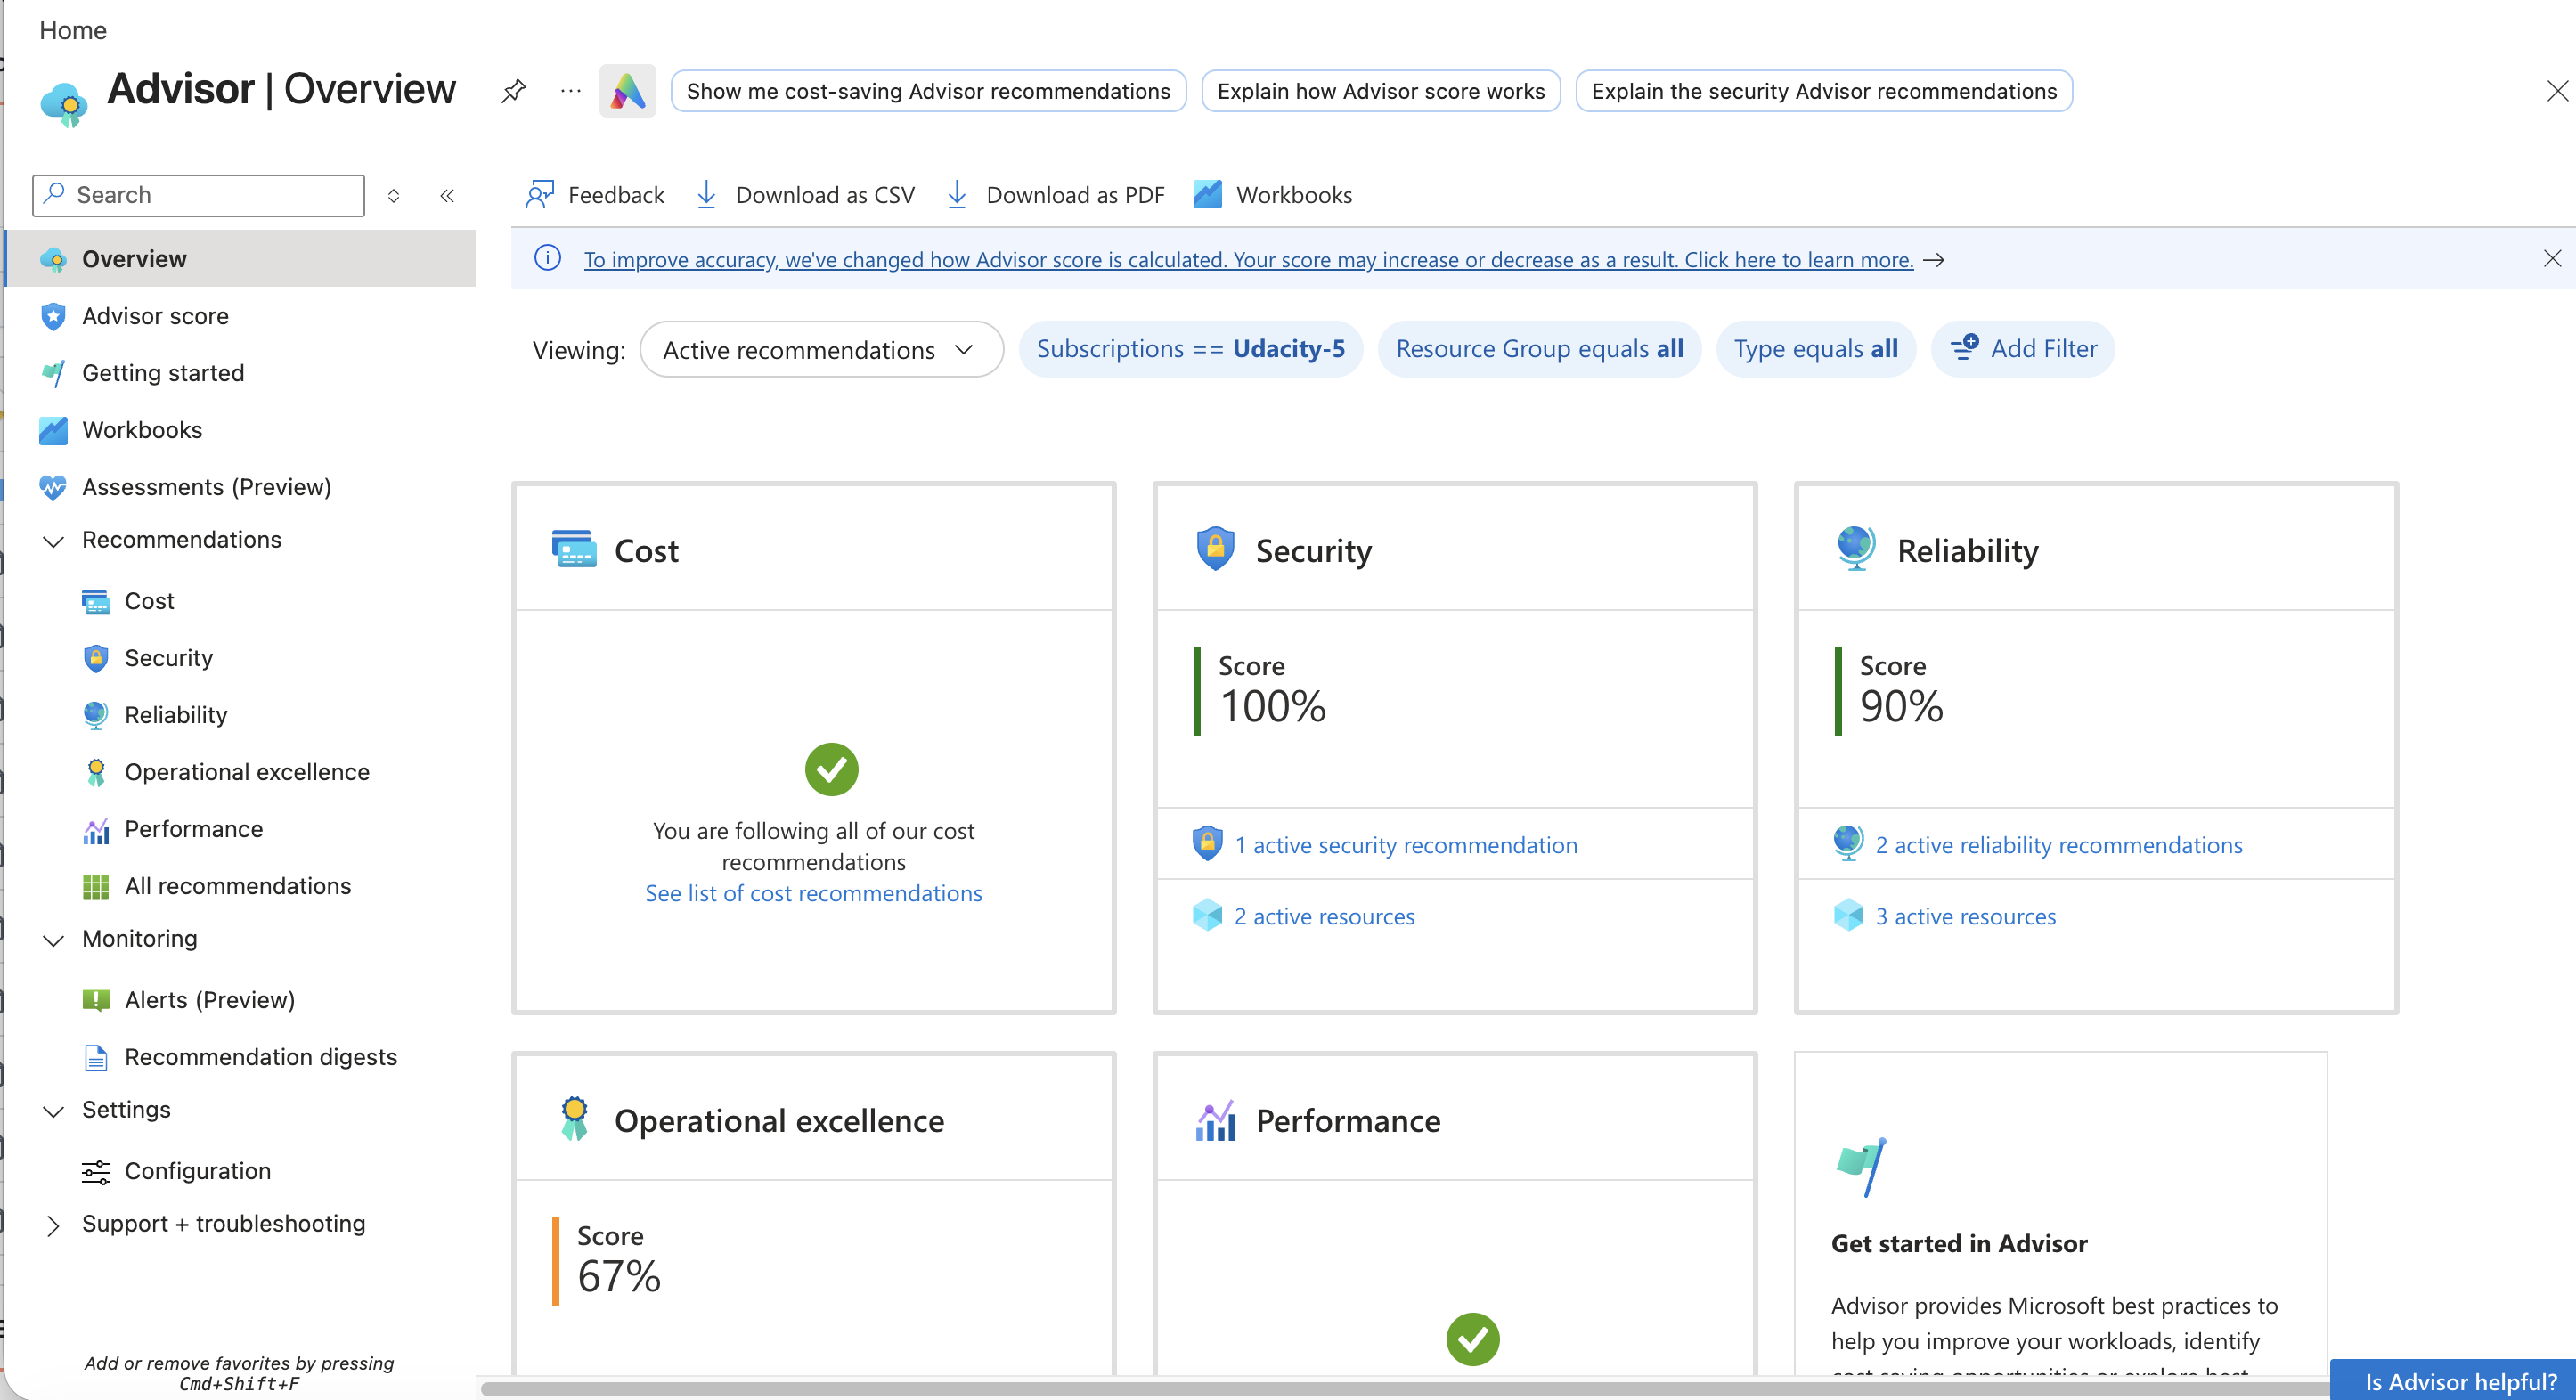 Home
Advisor | Overview
Show me cost-saving Advisor recommendations
Explain how Advisor score works
Explain the security Advisor recommendations
Search
Feedback
Download as CSV
Download as PDF
Workbooks
Overview
Advisor score
Getting started
Workbooks
Assessments (Preview)
Recommendations
Cost
Security
Reliability
Operational excellence
Performance
All recommendations
Monitoring
Alerts (Preview)
Recommendation digests
Settings
Configuration
Support + troubleshooting
Add or remove favorites by pressing
Cmd+Shift+F
To improve accuracy, we've changed how Advisor score is calculated. Your score may increase or decrease as a result. Click here to learn more. →
Viewing:
Active recommendations
Subscriptions == Udacity-5
Resource Group equals all
Type equals all
Add Filter
Cost
You are following all of our cost
recommendations
See list of cost recommendations
Security
Score
100%
1 active security recommendation
2 active resources
Reliability
Score
90%
2 active reliability recommendations
3 active resources
Operational excellence
Score
67%
Performance
Get started in Advisor
Advisor provides Microsoft best practices to
help you improve your workloads, identify
cost-saving opportunities or explore best
Is Advisor helpful?